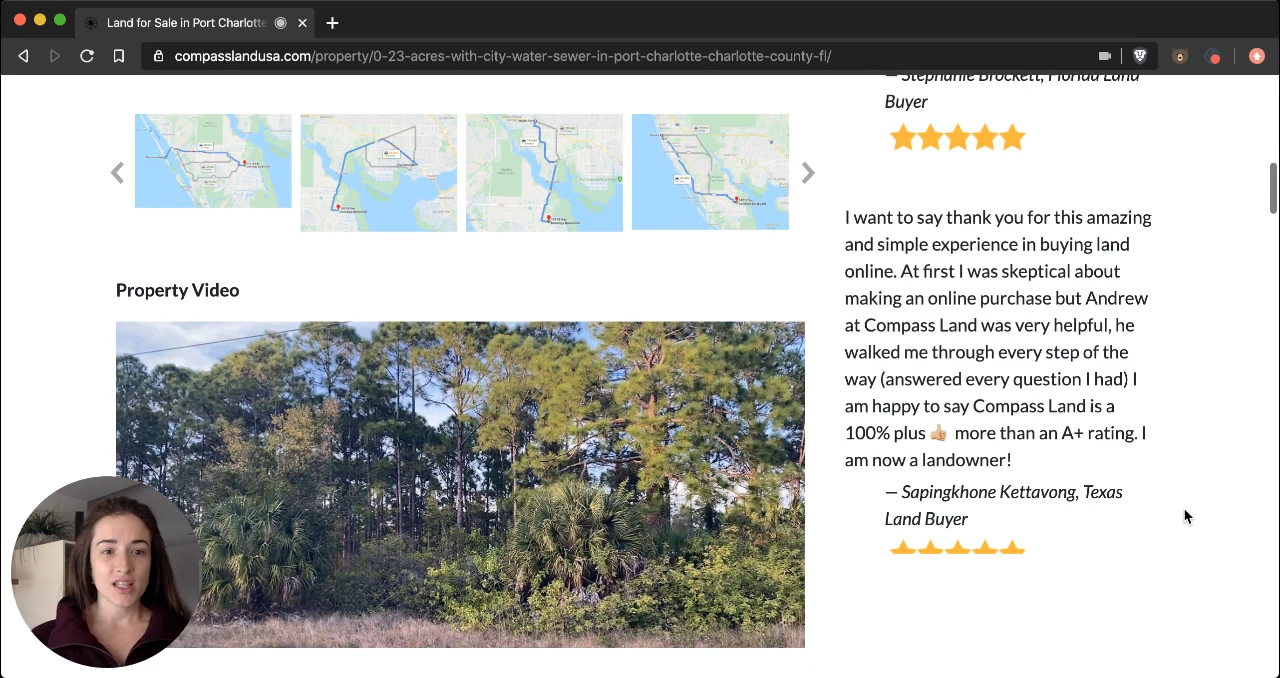 Land for Sale in Port Charlotte
compasslandusa.com/property/0-23-acres-with-city-water-sewer-in-port-charlotte-charlotte-county-fl/
— Stephanie Brockett, Florida Land
Buyer
Property Video
I want to say thank you for this amazing
and simple experience in buying land
online. At first I was skeptical about
making an online purchase but Andrew
at Compass Land was very helpful, he
walked me through every step of the
way (answered every question I had) I
am happy to say Compass Land is a
100% plus 👍🏼 more than an A+ rating. I
am now a landowner!
— Sapingkhone Kettavong, Texas
Land Buyer